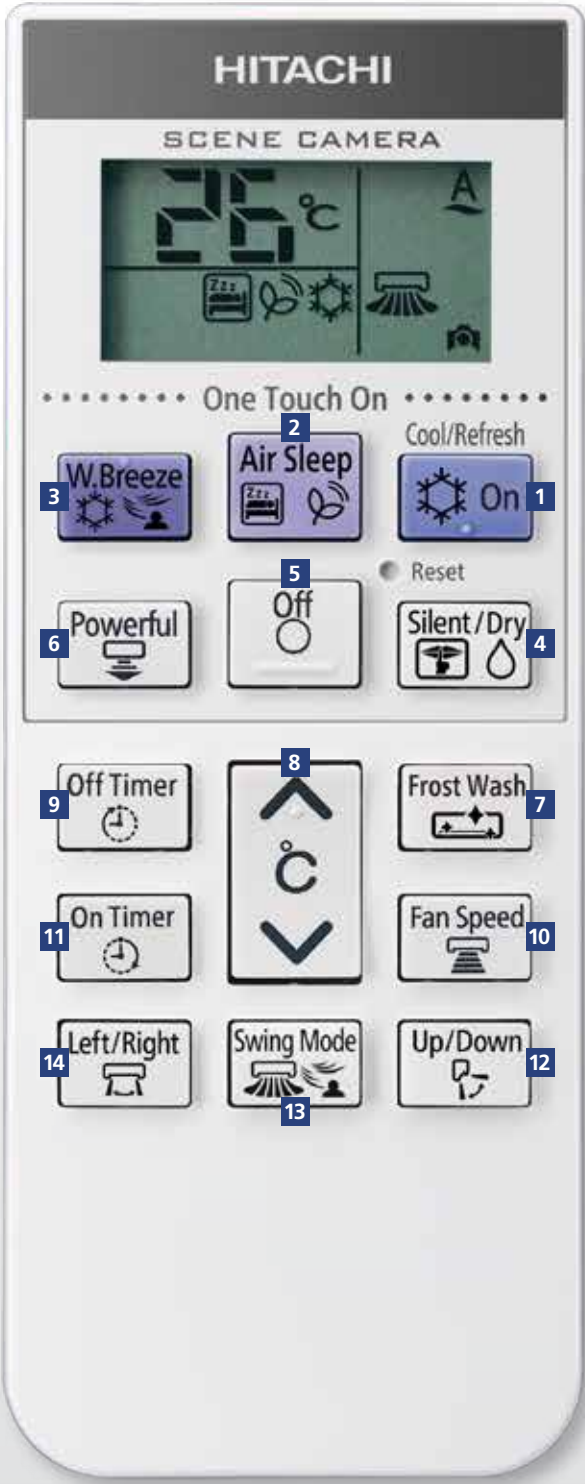 HITACHI
SCENE CAMERA
26°C
A
Zzz
One Touch On
2
Cool/Refresh
3 W.Breeze
Air Sleep
Zzz
On 1
5
Reset
6 Powerful
Off
Silent/Dry 4
8
9 Off Timer
°C
Frost Wash 7
11 On Timer
Fan Speed 10
14 Left/Right
Swing Mode
Up/Down 12
13